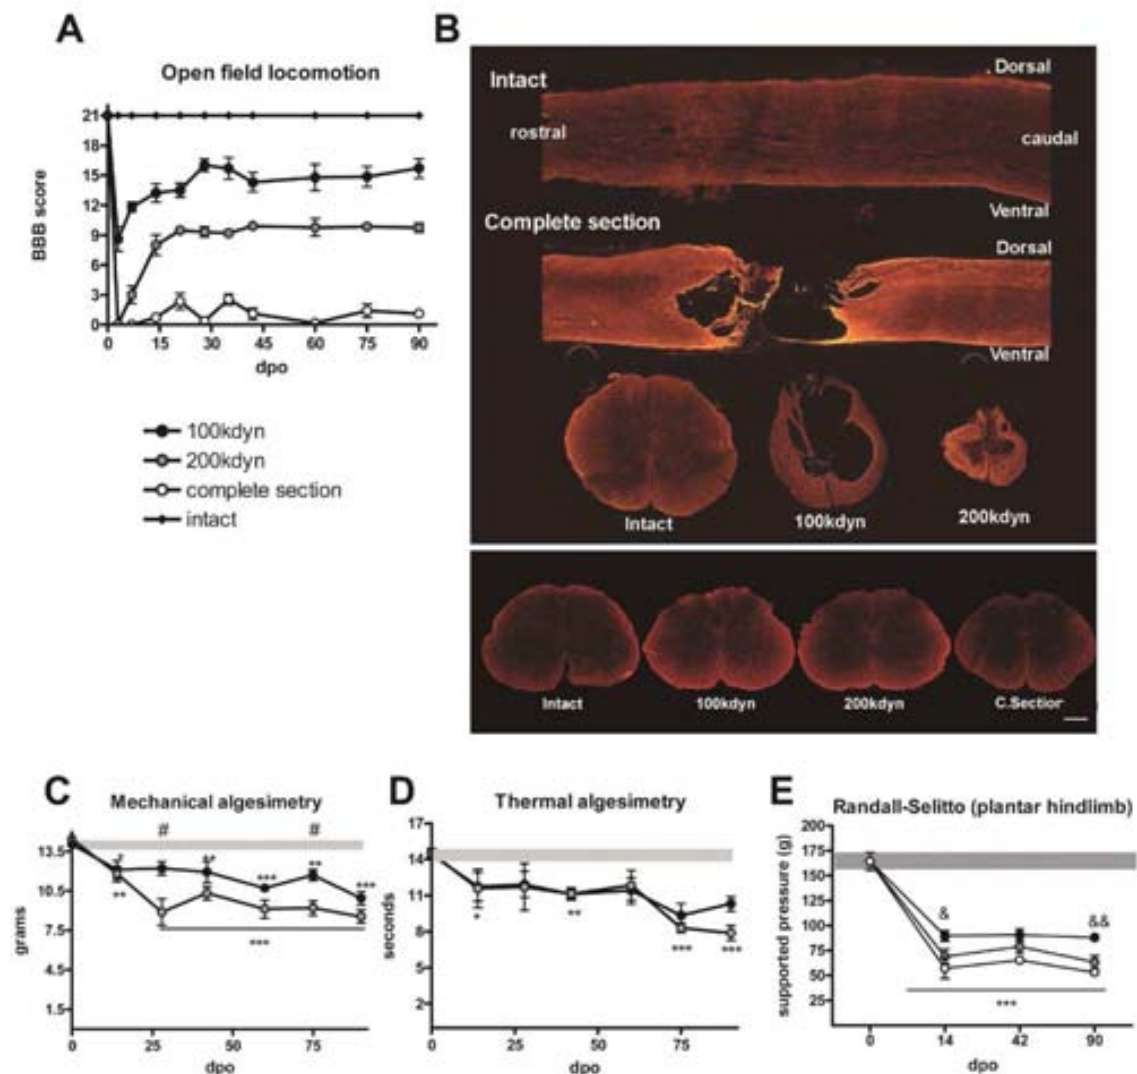 A
Open field locomotion
21
18
15
12
9
6
3
0
BBB score
0 15 30 45 60 75 90
dpo
100kdyn
200kdyn
complete section
intact
B
Intact
Dorsal
rostral
caudal
Ventral
Complete section
Dorsal
Ventral
Intact
100kdyn
200kdyn
Intact
100kdyn
200kdyn
C.Section
C
Mechanical algesimetry
# #
13.5
10.5
7.5
4.5
1.5
grams
** *** ** ***
**
***
0 25 50 75
dpo
D
Thermal algesimetry
17
14
11
8
5
2
seconds
* ** *** ***
0 25 50 75
dpo
E
Randall-Selitto (plantar hindlimb)
200
175
150
125
100
75
50
25
supported pressure (g)
& &&
***
0 14 42 90
dpo